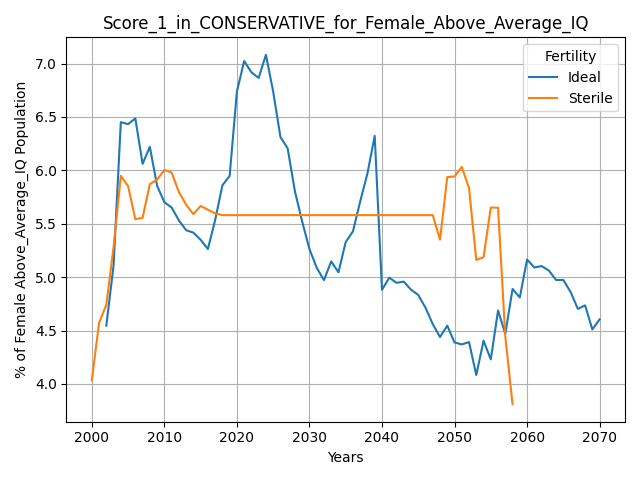 Score_1_in_CONSERVATIVE_for_Female_Above_Average_IQ
% of Female Above_Average_IQ Population
7.0
6.5
6.0
5.5
5.0
4.5
4.0
Fertility
Ideal
Sterile
2000 2010 2020 2030 2040 2050 2060 2070
Years